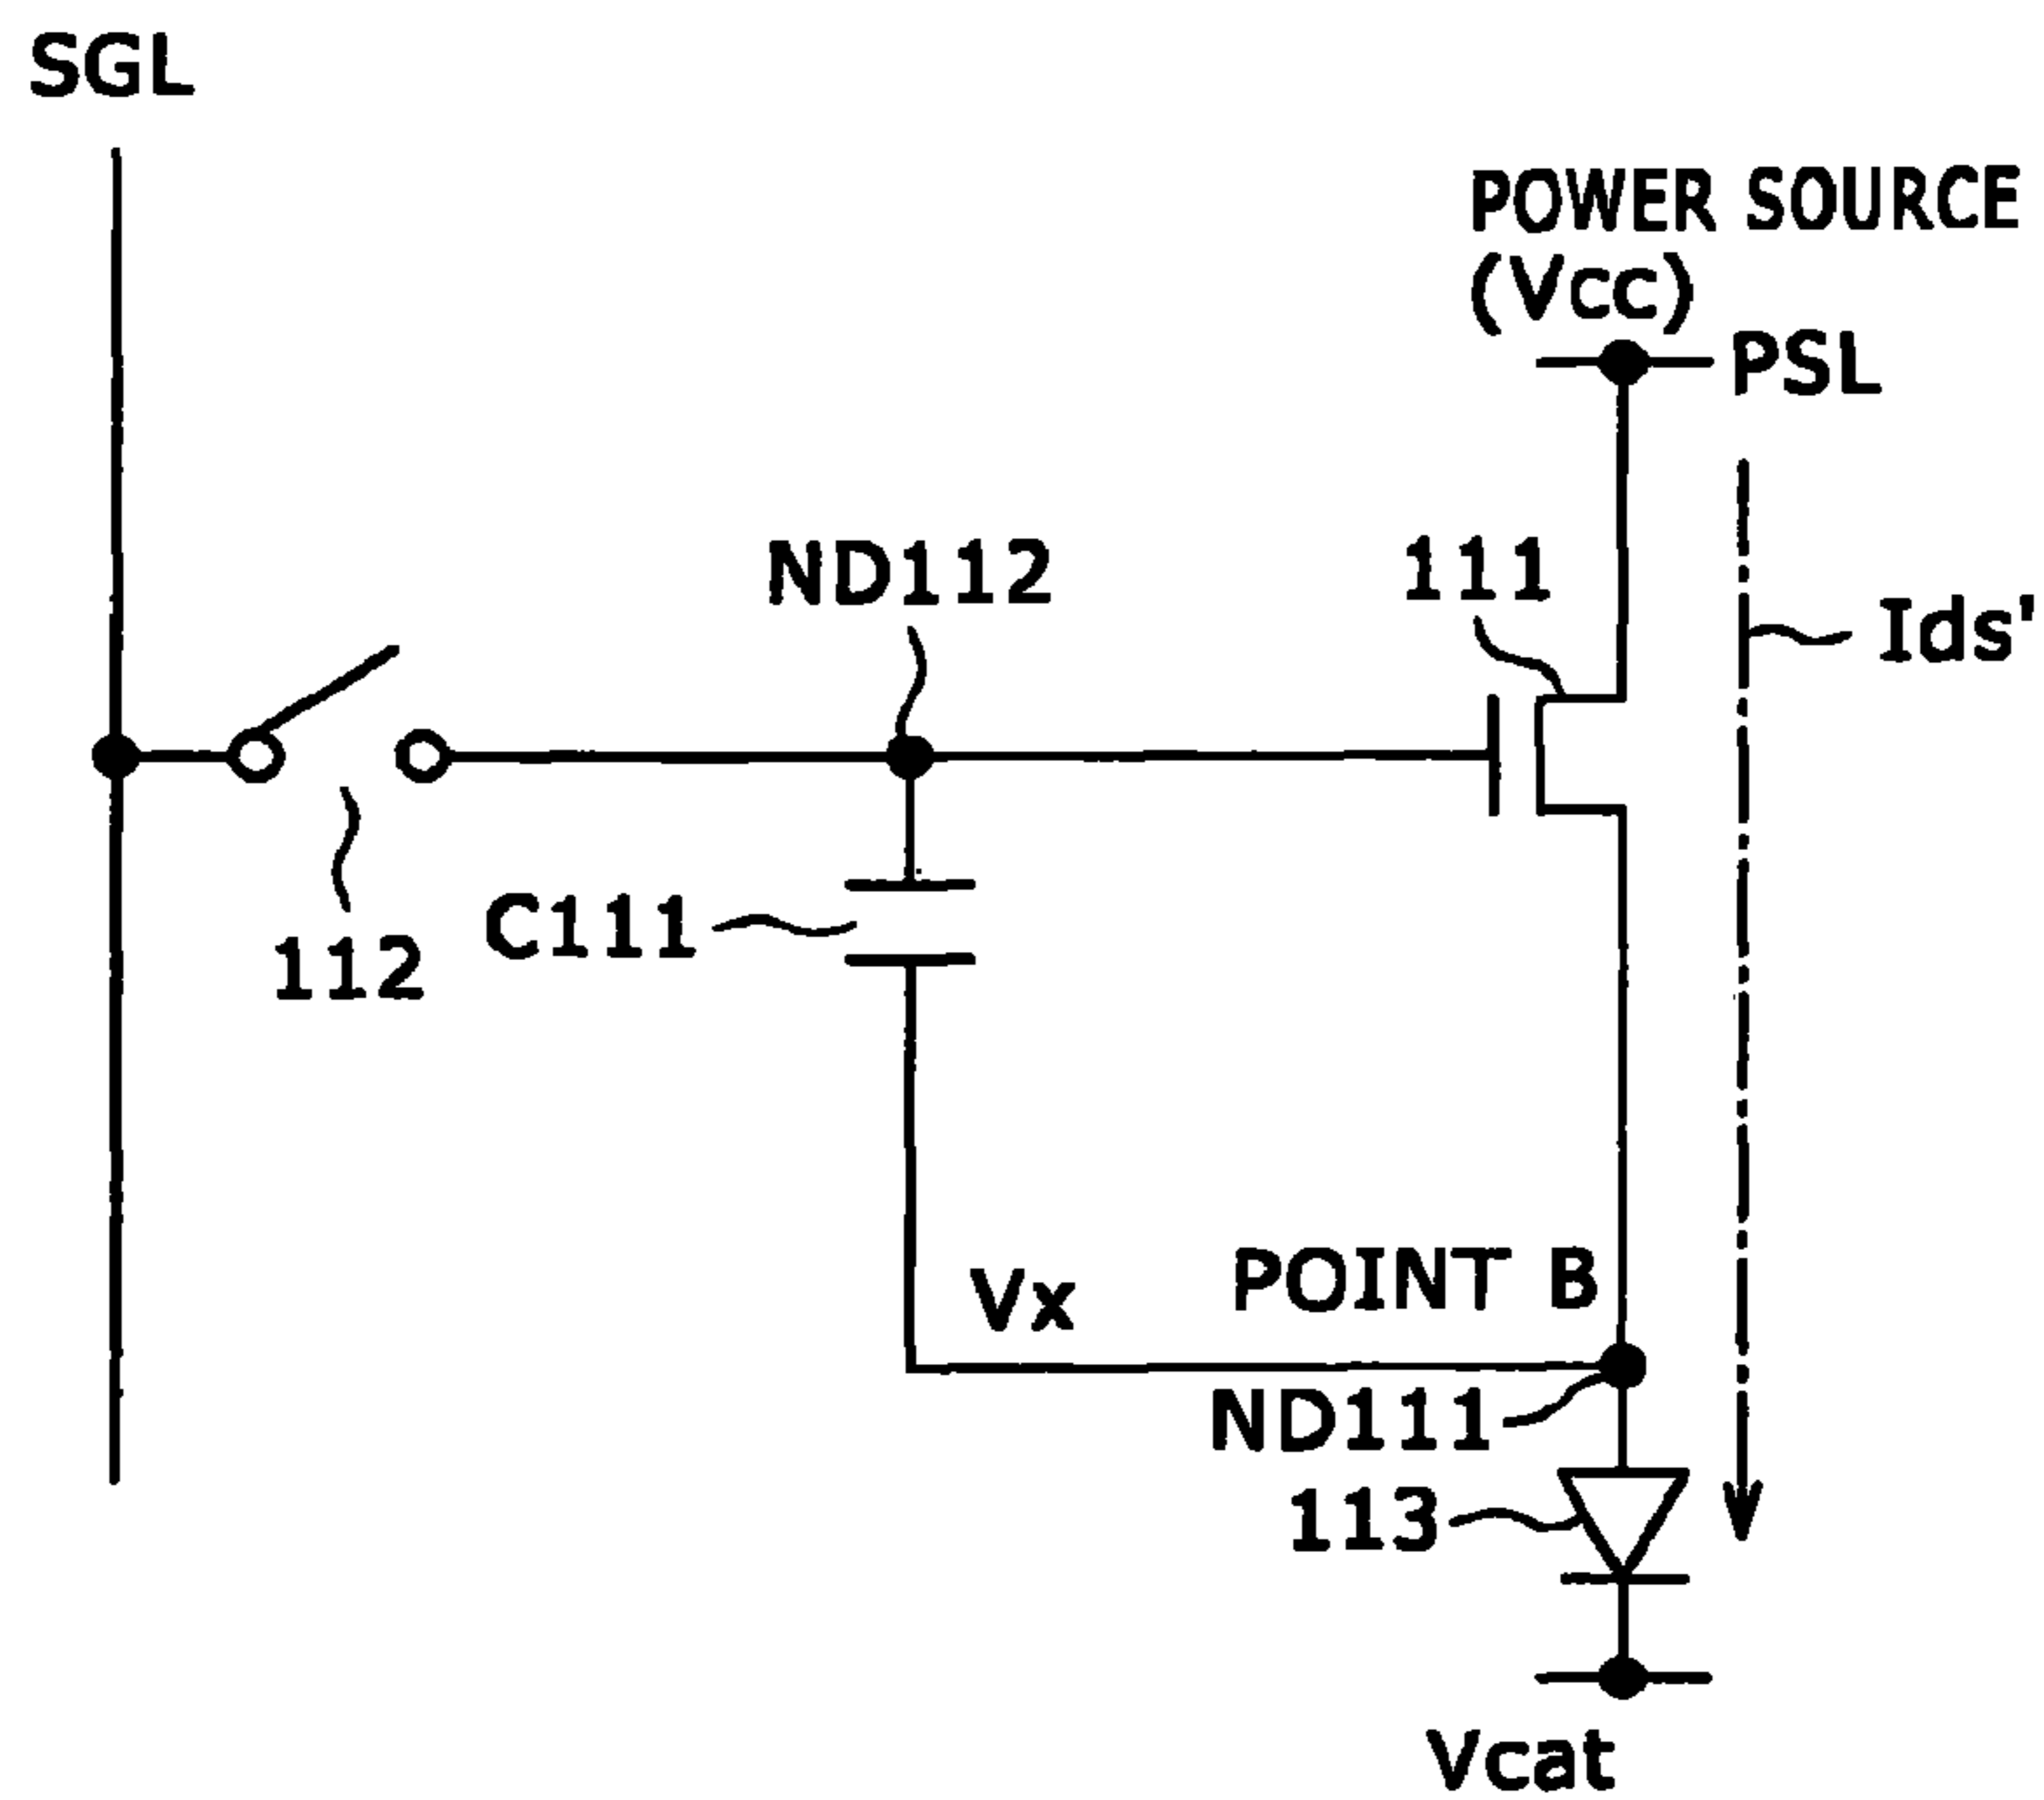 SGL
POWER SOURCE
(Vcc)
PSL
ND112
111
Ids'
C111
112
Vx
POINT B
ND111
113
Vcat